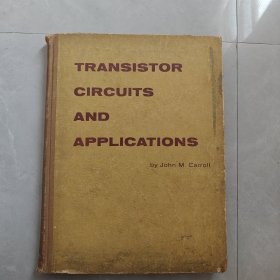 TRANSISTOR
CIRCUITS
AND
APPLICATIONS
by John M. Carroll